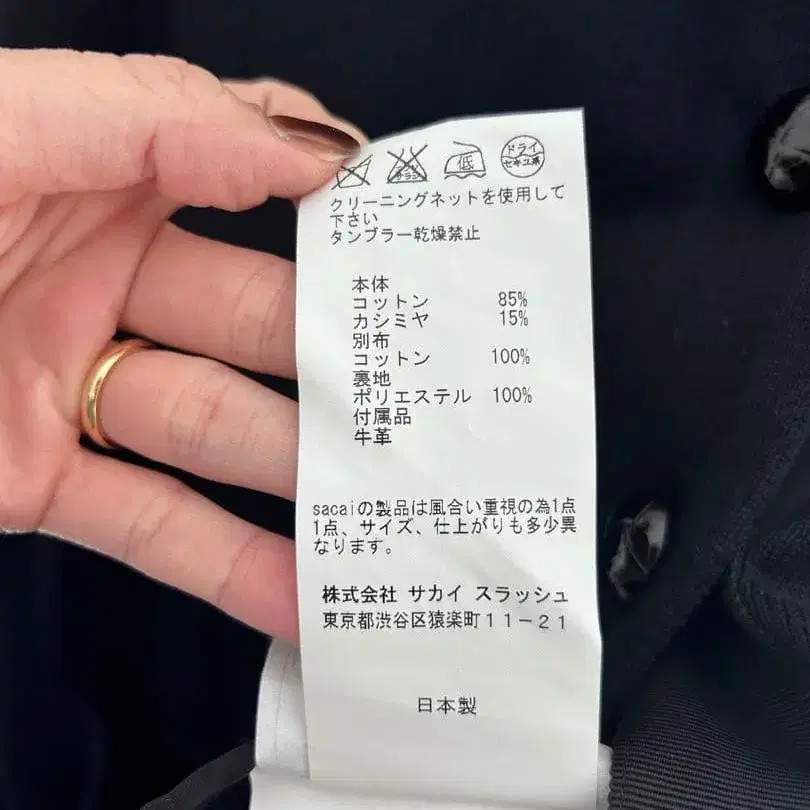 低
ドライ
セキユ系
クリーニングネットを使用して
下さい
タンブラー乾燥禁止
本体
コットン 85%
カシミヤ 15%
別布
コットン 100%
裏地
ポリエステル 100%
付属品
牛革
sacaiの製品は風合い重視の為1点
1点、サイズ、仕上がりも多少異
なります。
株式会社 サカイ スラッシュ
東京都渋谷区猿楽町11-21
日本製